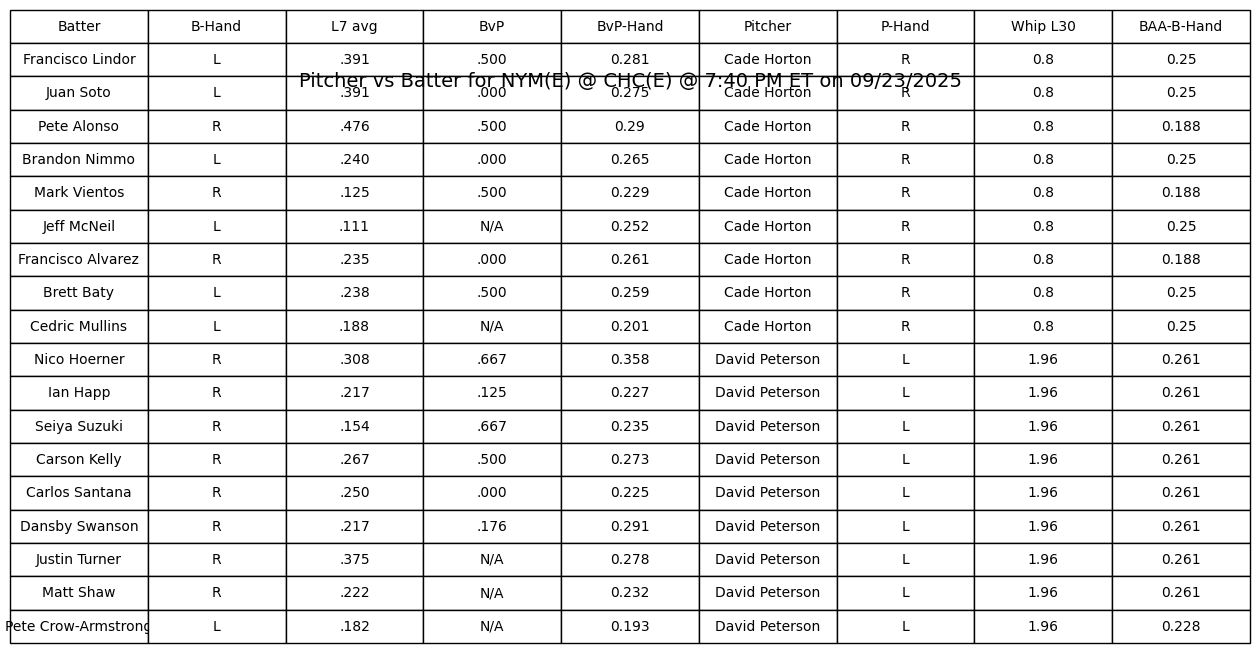 Batter B-Hand L7 avg BvP BvP-Hand Pitcher P-Hand Whip L30 BAA-B-Hand
Francisco Lindor L .391 .500 0.281 Cade Horton R 0.8 0.25
Pitcher vs Batter for NYM(E) @ CHC(E) @ 7:40 PM ET on 09/23/2025
Juan Soto L .391 .000 0.275 Cade Horton R 0.8 0.25
Pete Alonso R .476 .500 0.29 Cade Horton R 0.8 0.188
Brandon Nimmo L .240 .000 0.265 Cade Horton R 0.8 0.25
Mark Vientos R .125 .500 0.229 Cade Horton R 0.8 0.188
Jeff McNeil L .111 N/A 0.252 Cade Horton R 0.8 0.25
Francisco Alvarez R .235 .000 0.261 Cade Horton R 0.8 0.188
Brett Baty L .238 .500 0.259 Cade Horton R 0.8 0.25
Cedric Mullins L .188 N/A 0.201 Cade Horton R 0.8 0.25
Nico Hoerner R .308 .667 0.358 David Peterson L 1.96 0.261
Ian Happ R .217 .125 0.227 David Peterson L 1.96 0.261
Seiya Suzuki R .154 .667 0.235 David Peterson L 1.96 0.261
Carson Kelly R .267 .500 0.273 David Peterson L 1.96 0.261
Carlos Santana R .250 .000 0.225 David Peterson L 1.96 0.261
Dansby Swanson R .217 .176 0.291 David Peterson L 1.96 0.261
Justin Turner R .375 N/A 0.278 David Peterson L 1.96 0.261
Matt Shaw R .222 N/A 0.232 David Peterson L 1.96 0.261
Pete Crow-Armstrong L .182 N/A 0.193 David Peterson L 1.96 0.228